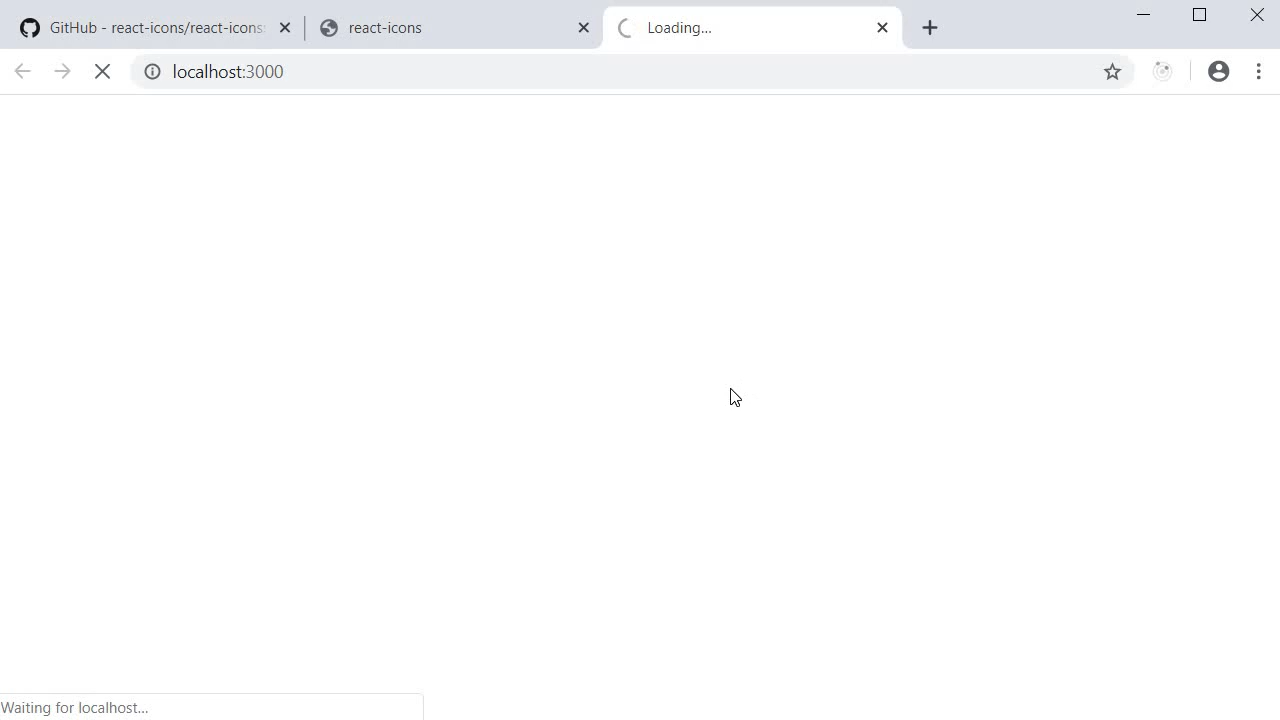 GitHub - react-icons/react-icons:
react-icons
Loading...
localhost:3000
Waiting for localhost...